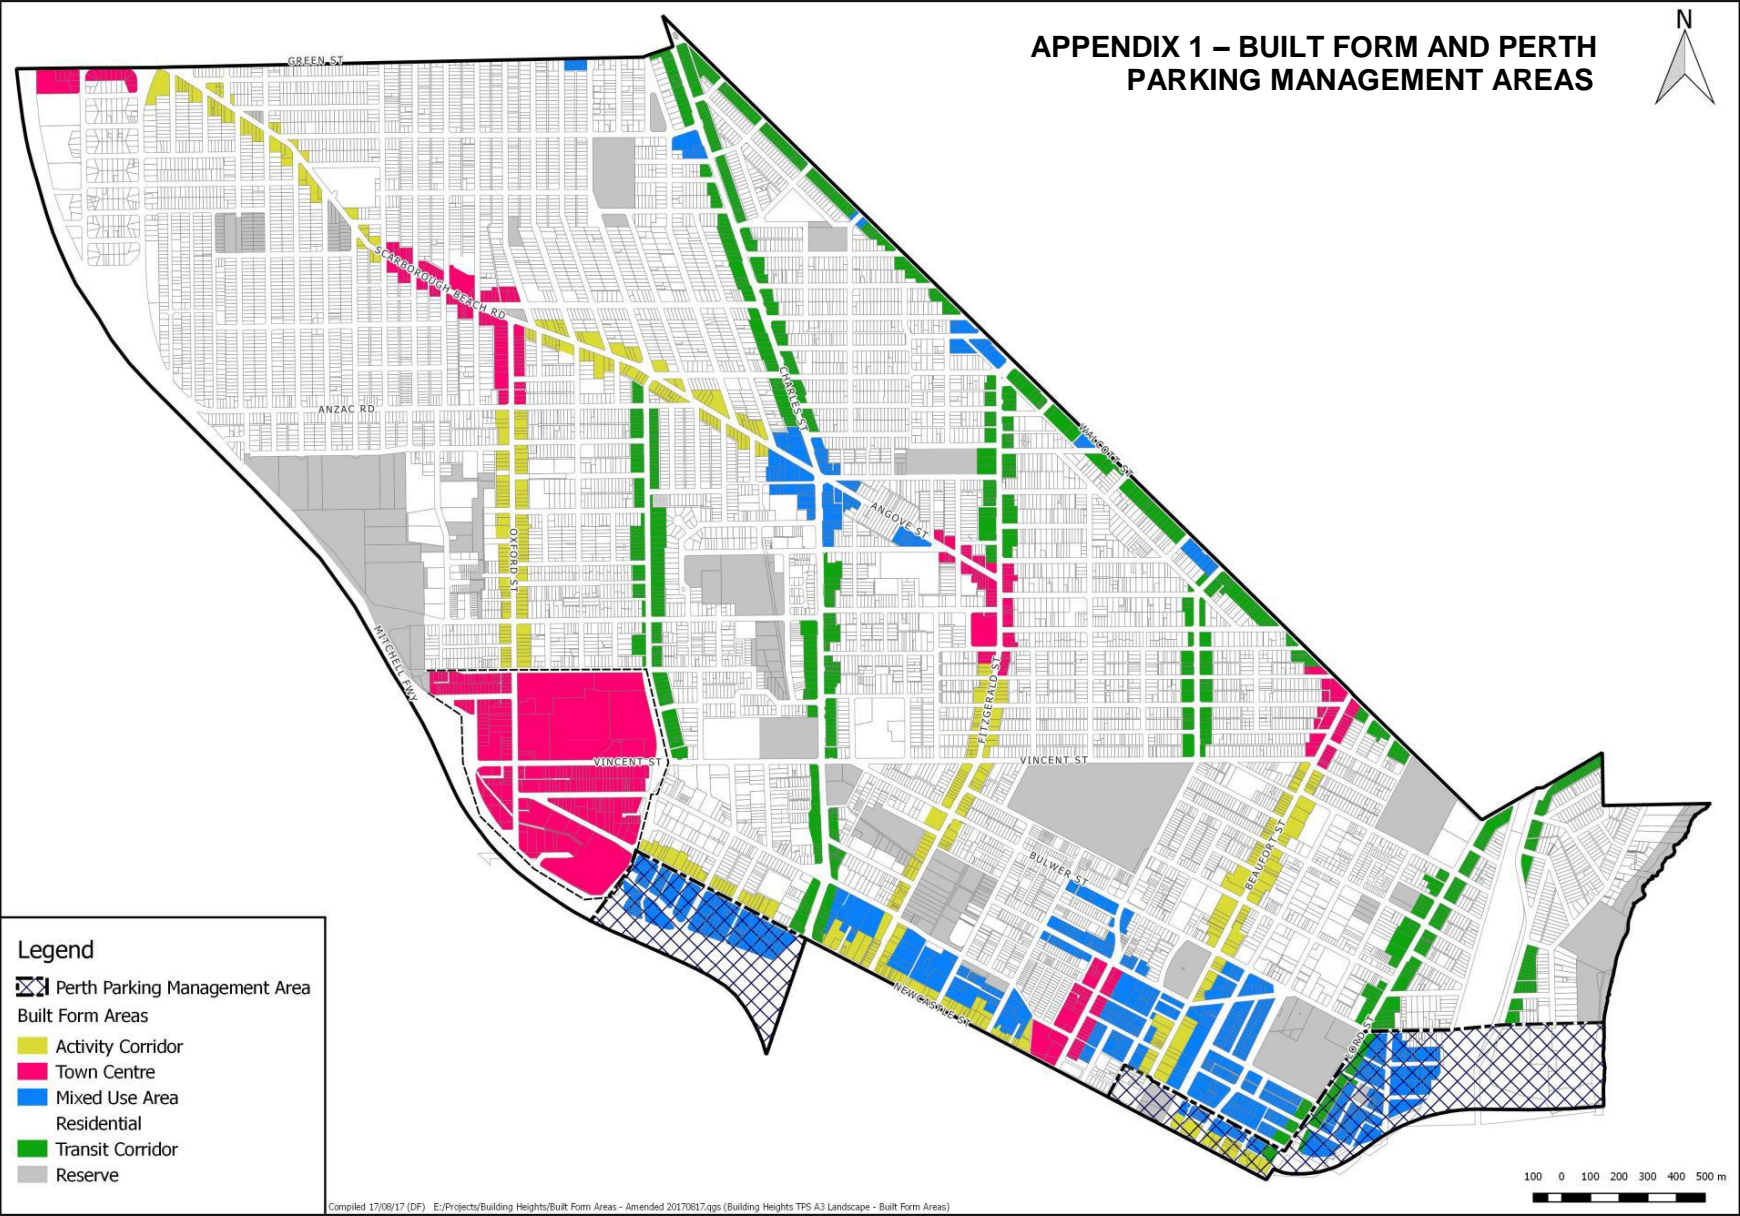 APPENDIX 1 – BUILT FORM AND PERTH
PARKING MANAGEMENT AREAS
N
GREEN ST
SCARBOROUGH BEACH RD
ANZAC RD
CHARLES ST
WALCOTT ST
ANGOVE ST
OXFORD ST
MITCHELL FWY
FITZGERALD ST
VINCENT ST
VINCENT ST
BULWER ST
BEAUFORT ST
NEWCASTLE ST
LORD ST
Legend
Perth Parking Management Area
Built Form Areas
Activity Corridor
Town Centre
Mixed Use Area
Residential
Transit Corridor
Reserve
100 0 100 200 300 400 500 m
Compiled 17/08/17 (DF) E:/Projects/Building Heights/Built Form Areas - Amended 20170817.qgs (Building Heights TPS A3 Landscape - Built Form Areas)